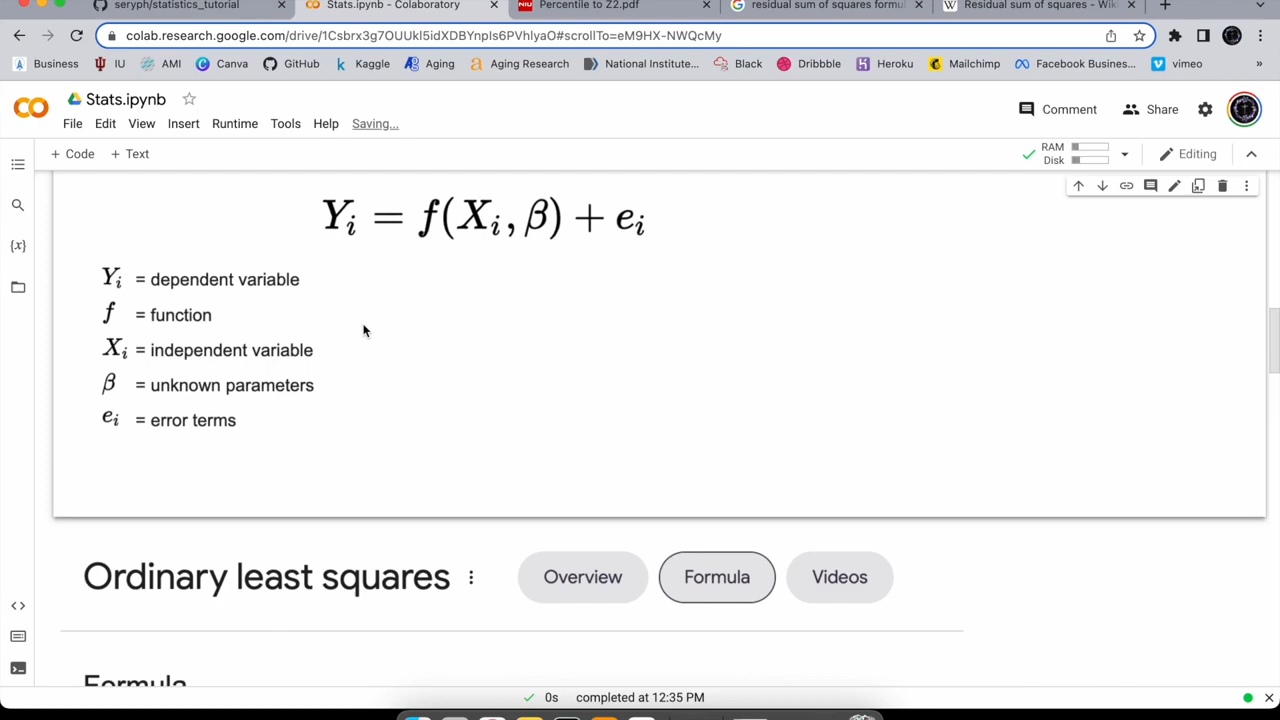 seryph/statistics_tutorial
Stats.ipynb - Colaboratory
NIU
Percentile to Z2.pdf
residual sum of squares formul
Residual sum of squares - Wiki
colab.research.google.com/drive/1Csbrx3g7OUUkl5idXDBYnpIs6PVhlyaO#scrollTo=eM9HX-NWQcMy
Business
IU
AMI
Canva
GitHub
Kaggle
Aging
Aging Research
National Institute...
Black
Dribbble
Heroku
Mailchimp
Facebook Busines...
vimeo
»
Stats.ipynb
File Edit View Insert Runtime Tools Help Saving...
Comment
Share
+ Code + Text
RAM
Disk
Editing
Yᵢ = f(Xᵢ, β) + eᵢ
Yᵢ = dependent variable
f = function
Xᵢ = independent variable
β = unknown parameters
eᵢ = error terms
Ordinary least squares
Overview
Formula
Videos
Formula
0s completed at 12:35 PM